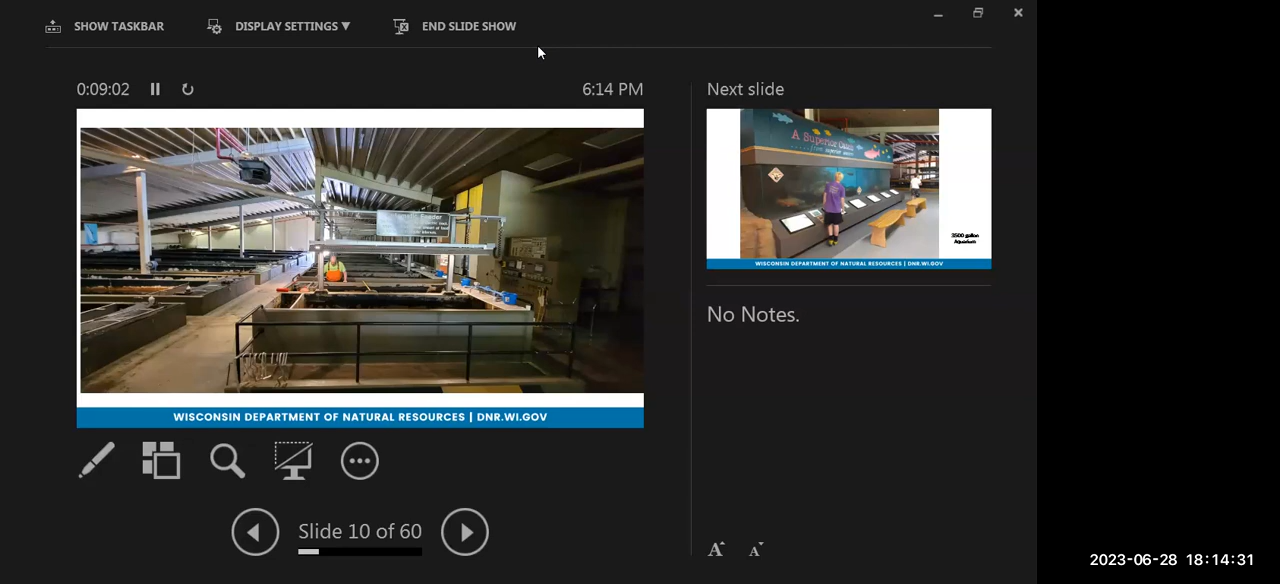 SHOW TASKBAR
DISPLAY SETTINGS ▼
END SLIDE SHOW
0:09:02
6:14 PM
Next slide
Feeder
A Superior
3500 gallon
Aquarium
WISCONSIN DEPARTMENT OF NATURAL RESOURCES | DNR.WI.GOV
No Notes.
WISCONSIN DEPARTMENT OF NATURAL RESOURCES | DNR.WI.GOV
Slide 10 of 60
A A
2023-06-28 18:14:31